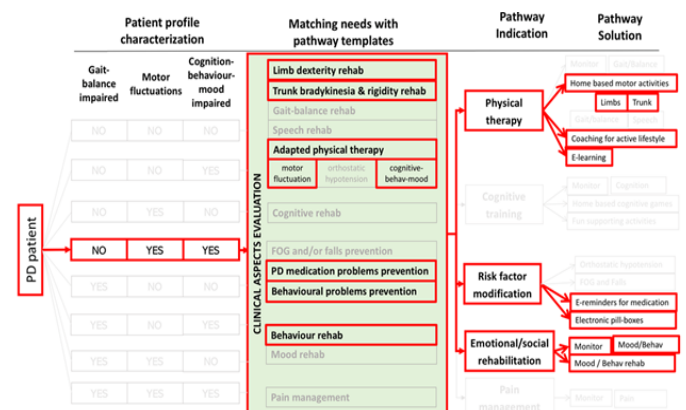 Patient profile
characterization
Matching needs with
pathway templates
Pathway
Indication
Pathway
Solution
Gait-
balance
impaired
Motor
fluctuations
Cognition-
behaviour-
mood
impaired
PD patient
NO NO NO
NO NO YES
NO YES NO
NO YES YES
YES NO NO
YES NO YES
YES YES NO
YES YES YES
CLINICAL ASPECTS EVALUATION
Limb dexterity rehab
Trunk bradykinesia & rigidity rehab
Gait-balance rehab
Speech rehab
Adapted physical therapy
motor
fluctuation
orthostatic
hypotension
cognitive-
behav-mood
Cognitive rehab
FOG and/or falls prevention
PD medication problems prevention
Behavioural problems prevention
Behaviour rehab
Mood rehab
Pain management
Physical
therapy
Cognitive
training
Risk factor
modification
Emotional/social
rehabilitation
Pain
management
Monitor Gait/Balance
Home based motor activities
Limbs Trunk
Gait/balance Speech
Coaching for active lifestyle
E-learning
Monitor Cognition
Home based cognitive games
Fun supporting activities
Orthostatic hypotension
FOG and Falls
E-reminders for medication
Electronic pill-boxes
Monitor Mood/Behav
Mood / Behav rehab
Monitor Pain